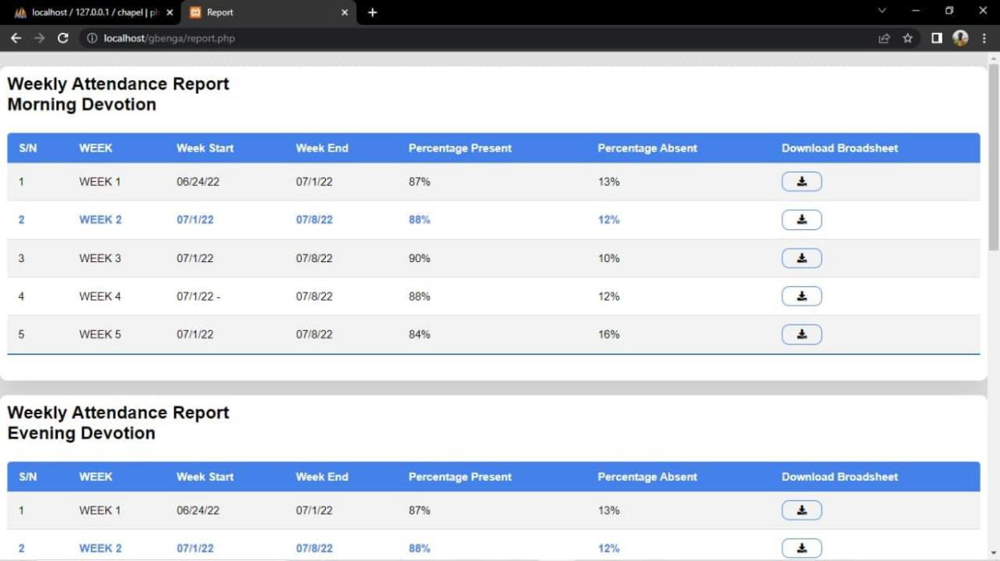 localhost / 127.0.0.1 / chapel | ph
Report
localhost/gbenga/report.php
Weekly Attendance Report
Morning Devotion
S/N WEEK Week Start Week End Percentage Present Percentage Absent Download Broadsheet
1 WEEK 1 06/24/22 07/1/22 87% 13%
2 WEEK 2 07/1/22 07/8/22 88% 12%
3 WEEK 3 07/1/22 07/8/22 90% 10%
4 WEEK 4 07/1/22 - 07/8/22 88% 12%
5 WEEK 5 07/1/22 07/8/22 84% 16%
Weekly Attendance Report
Evening Devotion
S/N WEEK Week Start Week End Percentage Present Percentage Absent Download Broadsheet
1 WEEK 1 06/24/22 07/1/22 87% 13%
2 WEEK 2 07/1/22 07/8/22 88% 12%